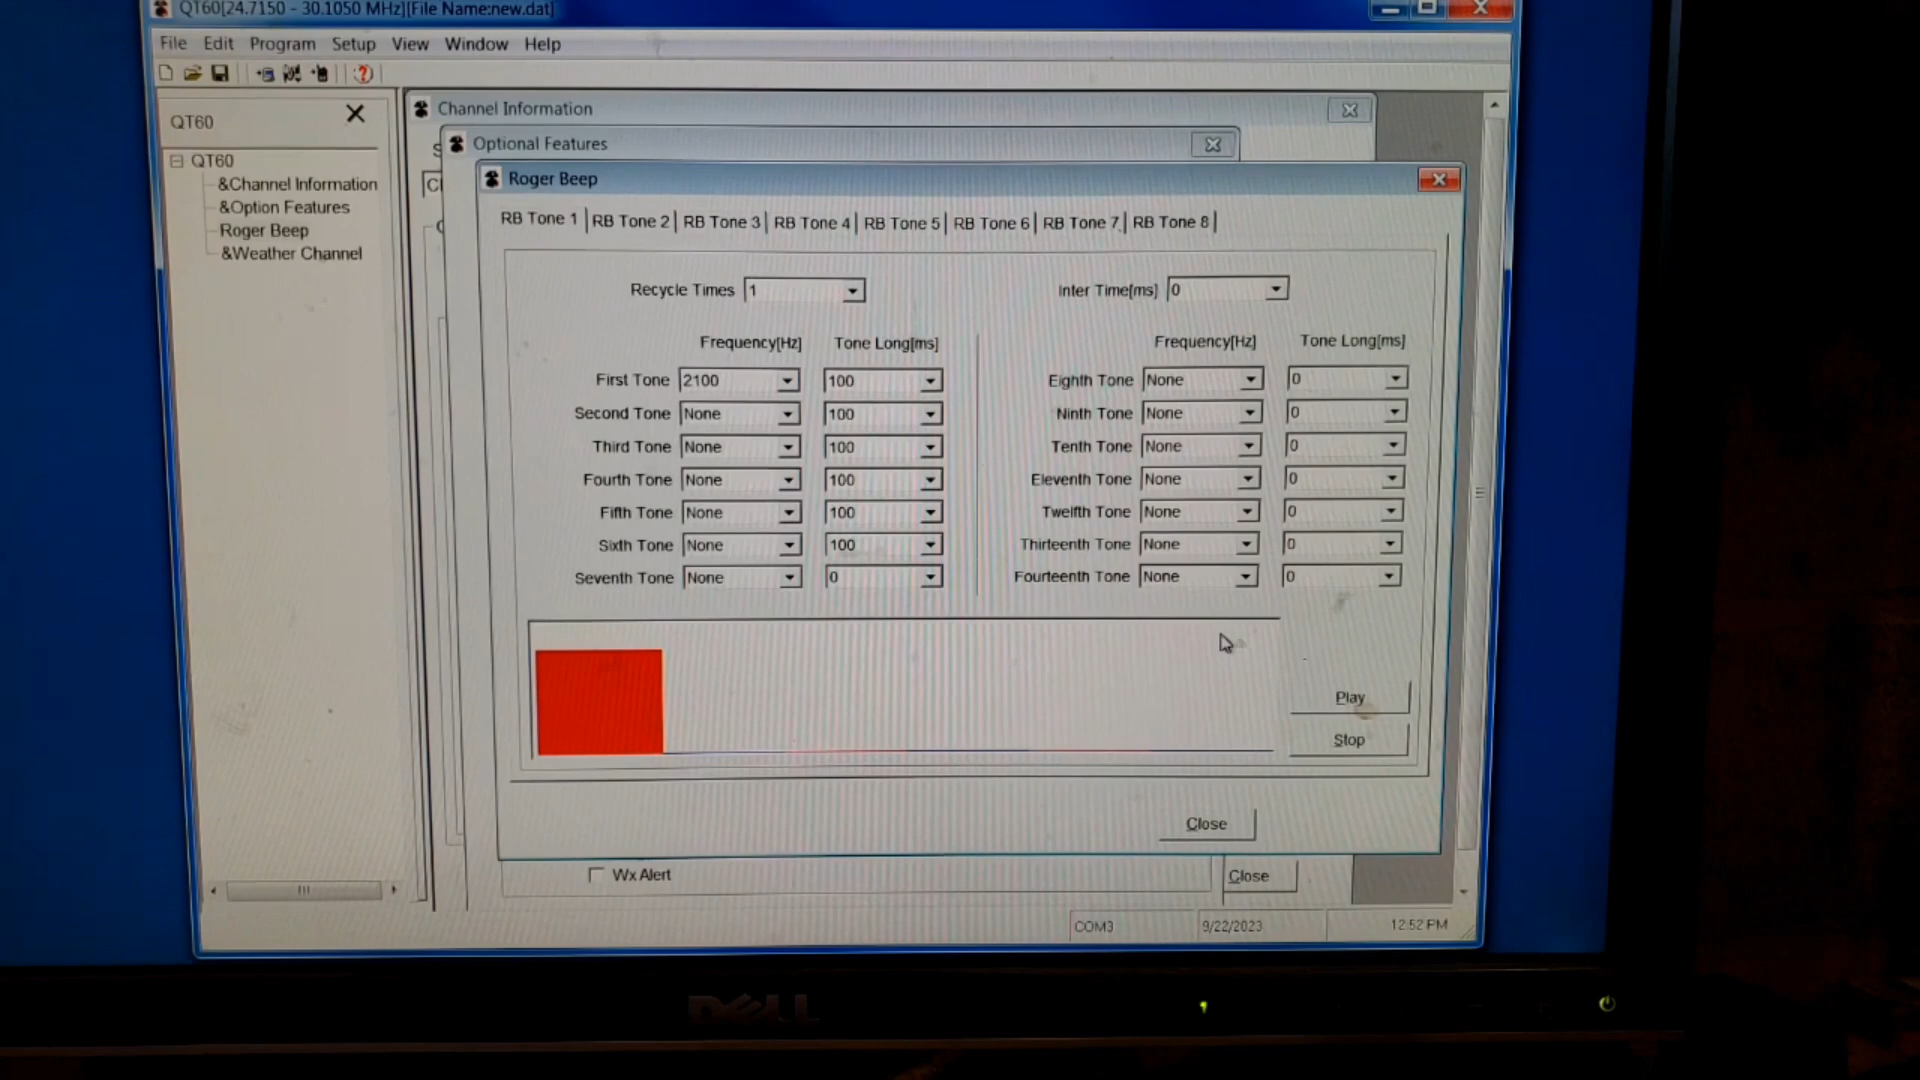 QT60[24.7150 - 30.1050 MHz][File Name:new.dat]
File Edit Program Setup View Window Help
QT60
QT60
&Channel Information
&Option Features
Roger Beep
&Weather Channel
Channel Information
Optional Features
Roger Beep
RB Tone 1 RB Tone 2 RB Tone 3 RB Tone 4 RB Tone 5 RB Tone 6 RB Tone 7 RB Tone 8
Recycle Times 1 Inter Time[ms] 0
Frequency[Hz] Tone Long[ms] Frequency[Hz] Tone Long[ms]
First Tone 2100 100 Eighth Tone None 0
Second Tone None 100 Ninth Tone None 0
Third Tone None 100 Tenth Tone None 0
Fourth Tone None 100 Eleventh Tone None 0
Fifth Tone None 100 Twelfth Tone None 0
Sixth Tone None 100 Thirteenth Tone None 0
Seventh Tone None 0 Fourteenth Tone None 0
Play
Stop
Close
Wx Alert Close
COM3 9/22/2023 12:52 PM
DELL